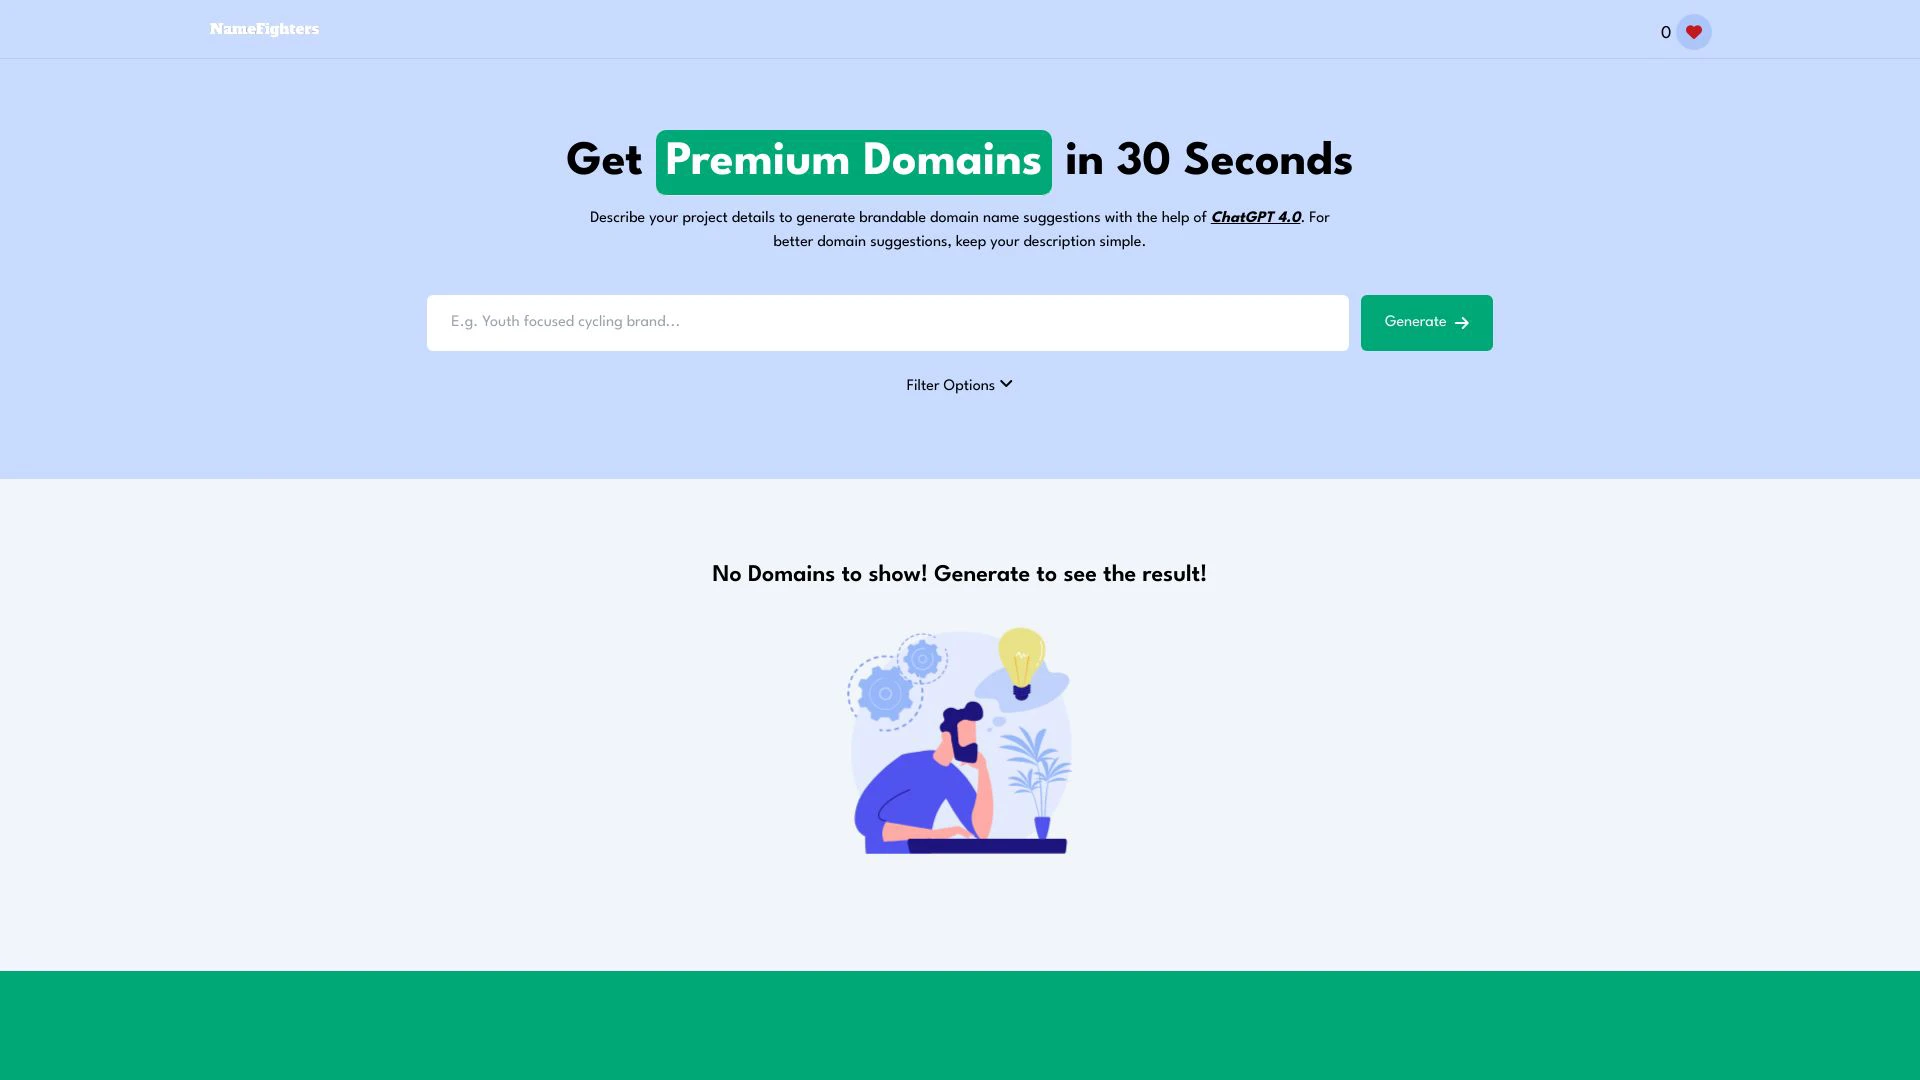 NameFighters
0
Get Premium Domains in 30 Seconds
Describe your project details to generate brandable domain name suggestions with the help of ChatGPT 4.0. For
better domain suggestions, keep your description simple.
E.g. Youth focused cycling brand...
Generate
Filter Options
No Domains to show! Generate to see the result!